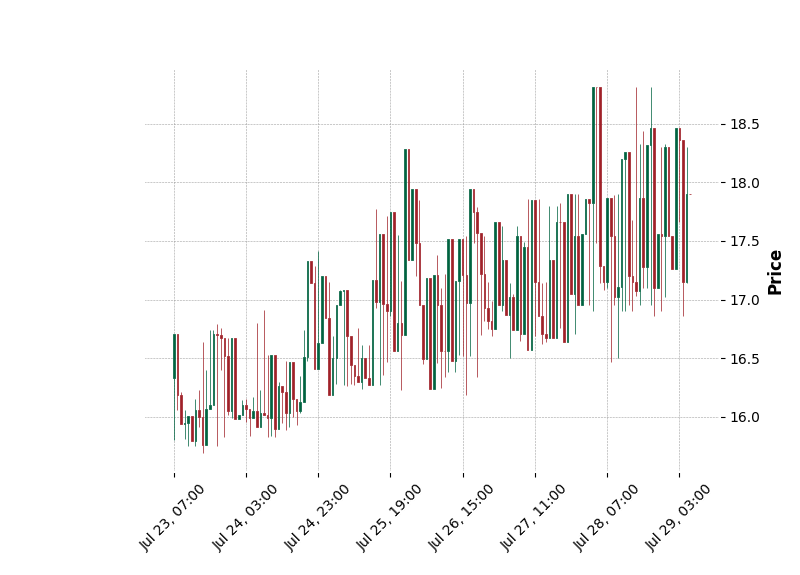 18.5
18.0
17.5
17.0
16.5
16.0
Price
Jul 23, 07:00
Jul 24, 03:00
Jul 24, 23:00
Jul 25, 19:00
Jul 26, 15:00
Jul 27, 11:00
Jul 28, 07:00
Jul 29, 03:00